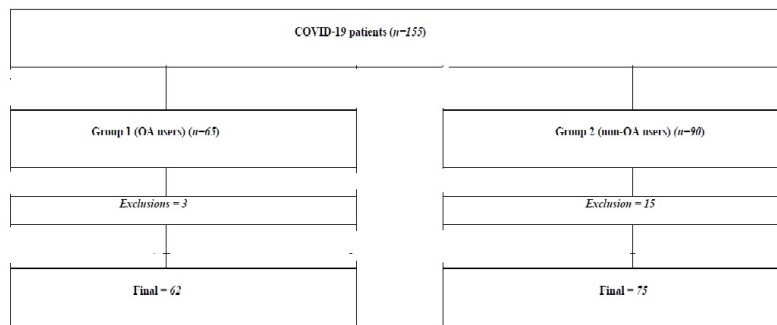 COVID-19 patients (n=155)
Group 1 (OA users) (n=65)
Group 2 (non-OA users) (n=90)
Exclusions = 3
Exclusion = 15
Final = 62
Final = 75